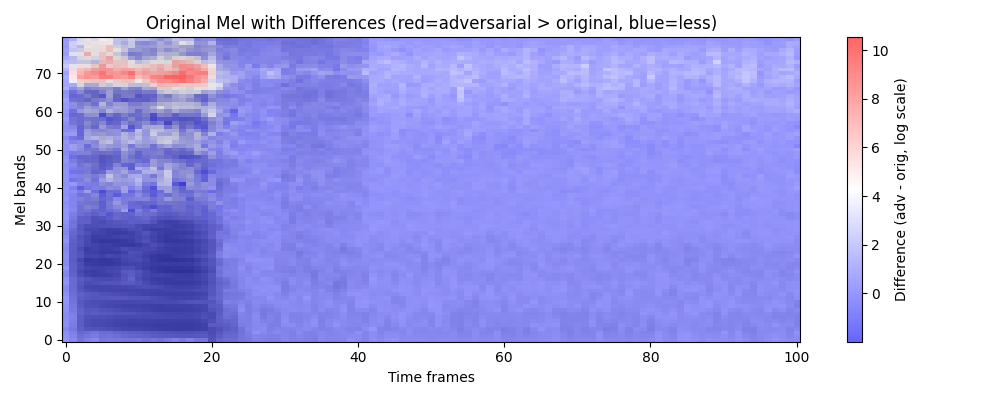 Original Mel with Differences (red=adversarial > original, blue=less)
Mel bands
70
60
50
40
30
20
10
0
0 20 40 60 80 100
Time frames
10
8
6
4
2
0
Difference (adv - orig, log scale)